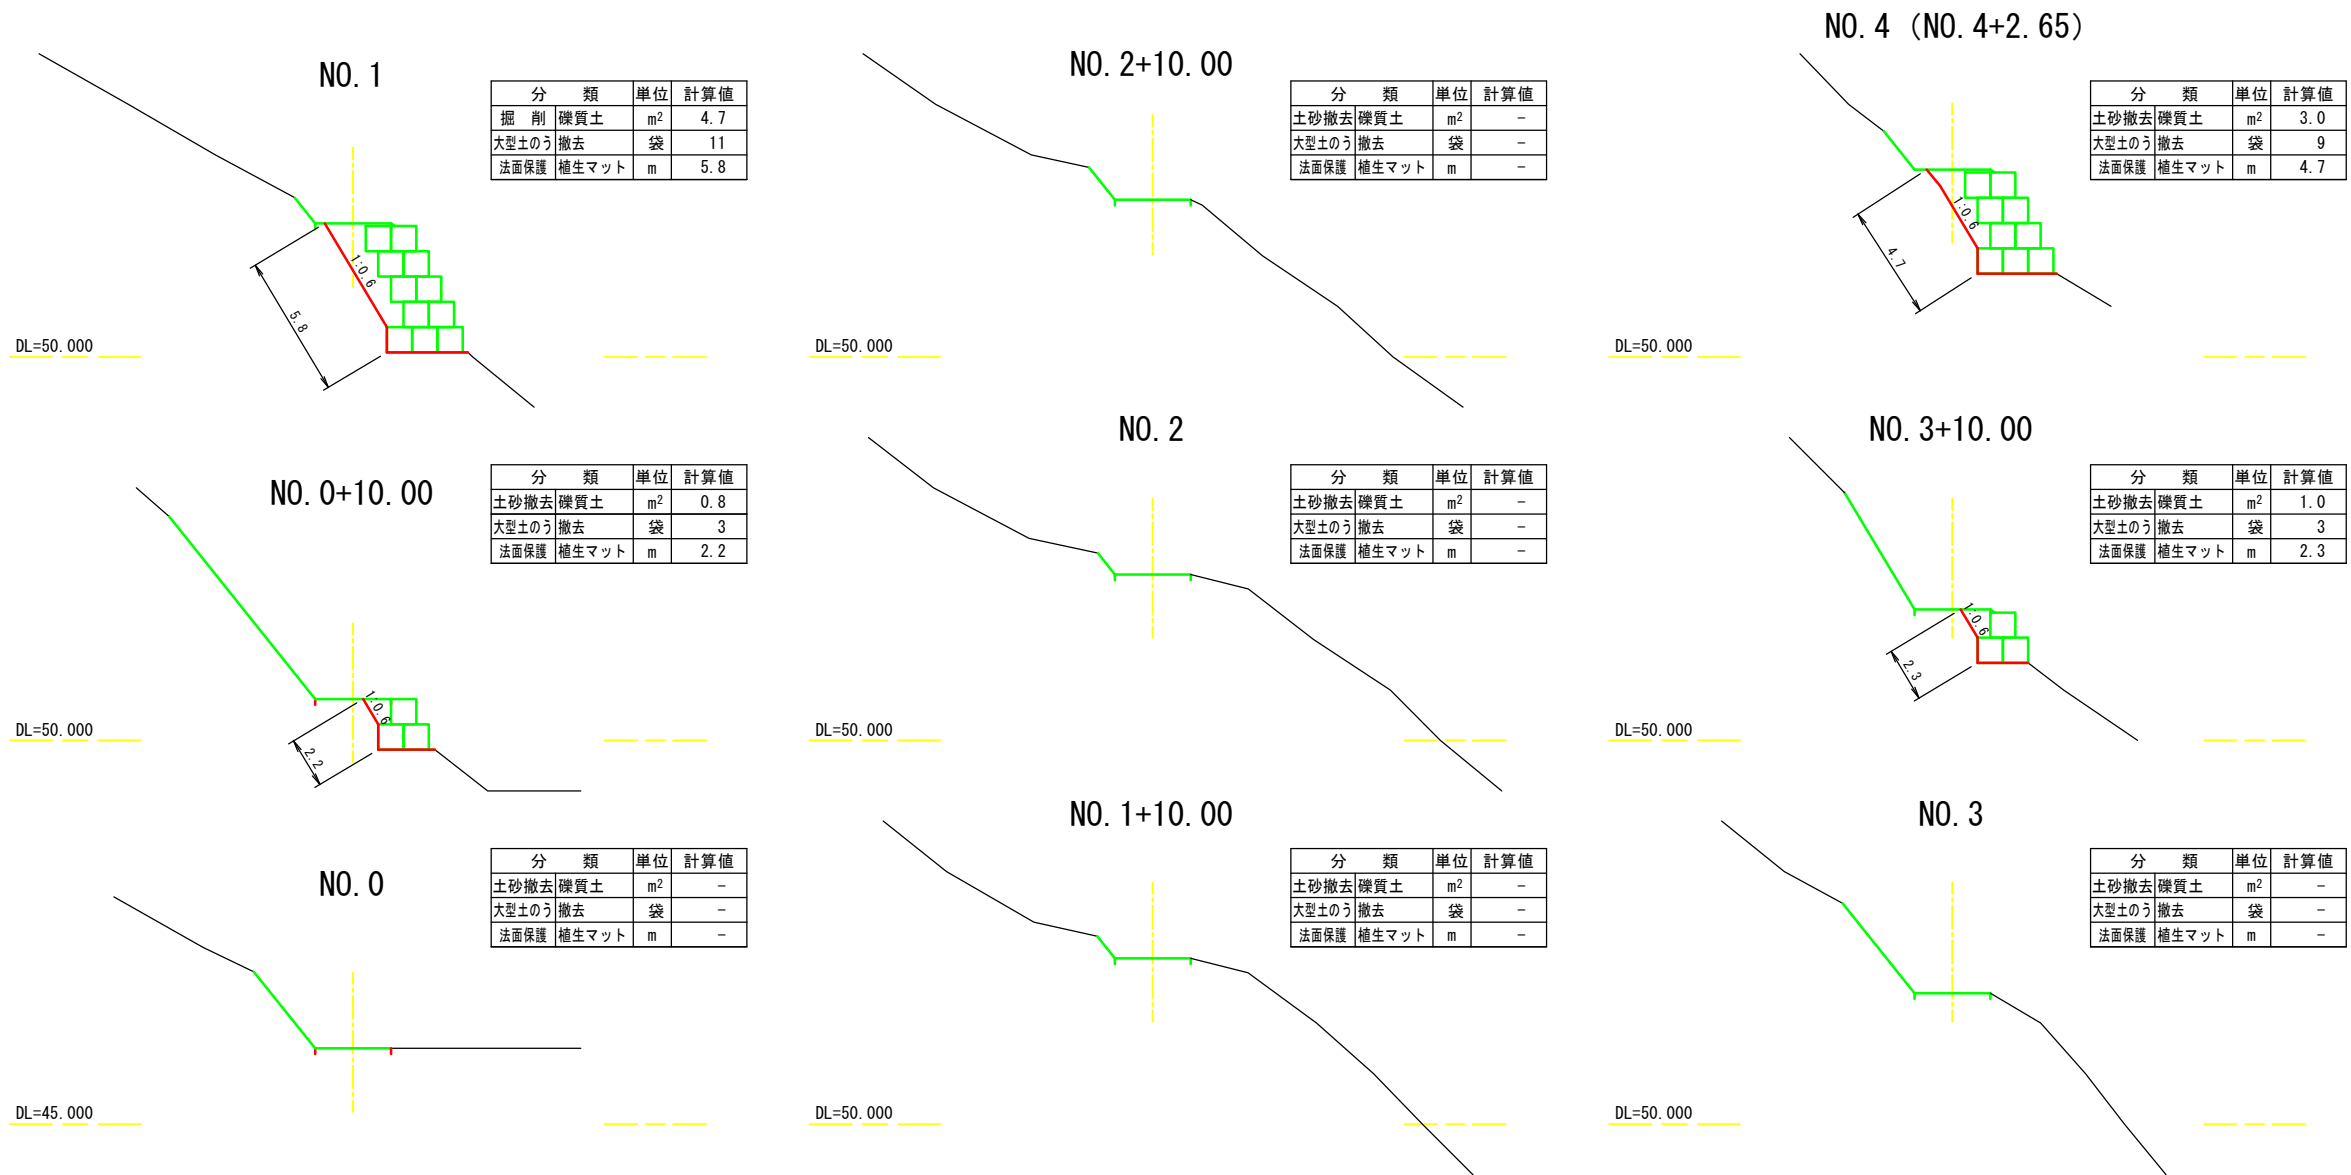 NO.1
分　類 単位 計算値
掘　削 礫質土 m² 4.7
大型土のう 撤去 袋 11
法面保護 植生マット m 5.8
1:0.6
5.8
DL=50.000
NO.2+10.00
分　類 単位 計算値
土砂撤去 礫質土 m² -
大型土のう 撤去 袋 -
法面保護 植生マット m -
DL=50.000
NO.4 (NO.4+2.65)
分　類 単位 計算値
土砂撤去 礫質土 m² 3.0
大型土のう 撤去 袋 9
法面保護 植生マット m 4.7
1:0.6
4.7
DL=50.000
NO.0+10.00
分　類 単位 計算値
土砂撤去 礫質土 m² 0.8
大型土のう 撤去 袋 3
法面保護 植生マット m 2.2
1:0.6
2.2
DL=50.000
NO.2
分　類 単位 計算値
土砂撤去 礫質土 m² -
大型土のう 撤去 袋 -
法面保護 植生マット m -
DL=50.000
NO.3+10.00
分　類 単位 計算値
土砂撤去 礫質土 m² 1.0
大型土のう 撤去 袋 3
法面保護 植生マット m 2.3
1:0.6
2.3
DL=50.000
NO.0
分　類 単位 計算値
土砂撤去 礫質土 m² -
大型土のう 撤去 袋 -
法面保護 植生マット m -
DL=45.000
NO.1+10.00
分　類 単位 計算値
土砂撤去 礫質土 m² -
大型土のう 撤去 袋 -
法面保護 植生マット m -
DL=50.000
NO.3
分　類 単位 計算値
土砂撤去 礫質土 m² -
大型土のう 撤去 袋 -
法面保護 植生マット m -
DL=50.000